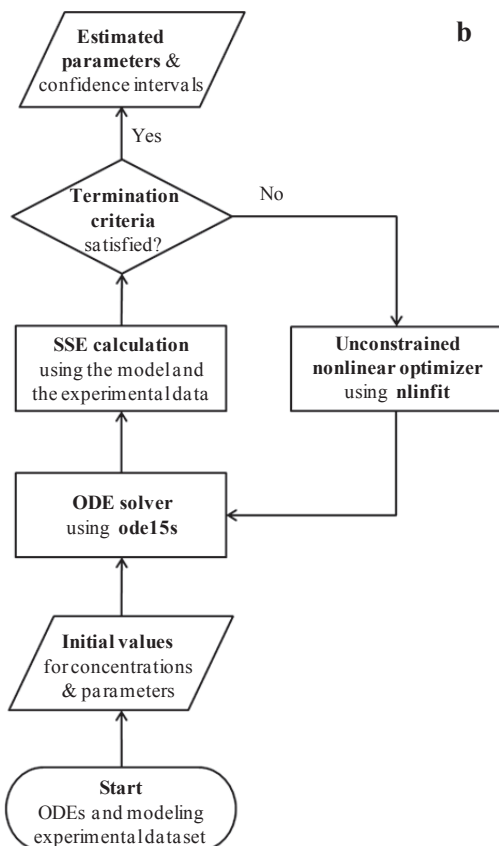 b
Estimated
parameters &
confidence intervals
Yes
Termination
criteria
satisfied?
No
SSE calculation
using the model and
the experimental data
Unconstrained
nonlinear optimizer
using nlinfit
ODE solver
using ode15s
Initial values
for concentrations
& parameters
Start
ODEs and modeling
experimental dataset